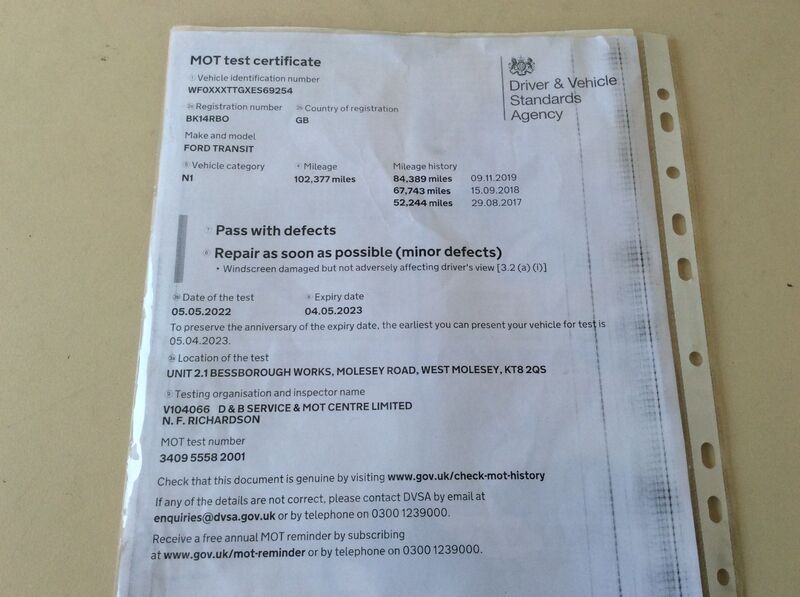 MOT test certificate
Driver & Vehicle
Standards
Agency
Vehicle identification number
WF0XXXTTGXES69254
Registration number Country of registration
BK14RBO GB
Make and model
FORD TRANSIT
Vehicle category Mileage Mileage history
N1 102,377 miles 84,389 miles 09.11.2019
67,743 miles 15.09.2018
52,244 miles 29.08.2017
Pass with defects
Repair as soon as possible (minor defects)
• Windscreen damaged but not adversely affecting driver's view [3.2 (a) (i)]
Date of the test Expiry date
05.05.2022 04.05.2023
To preserve the anniversary of the expiry date, the earliest you can present your vehicle for test is
05.04.2023.
Location of the test
UNIT 2.1 BESSBOROUGH WORKS, MOLESEY ROAD, WEST MOLESEY, KT8 2QS
Testing organisation and inspector name
V104066 D & B SERVICE & MOT CENTRE LIMITED
N. F. RICHARDSON
MOT test number
3409 5558 2001
Check that this document is genuine by visiting www.gov.uk/check-mot-history
If any of the details are not correct, please contact DVSA by email at
enquiries@dvsa.gov.uk or by telephone on 0300 1239000.
Receive a free annual MOT reminder by subscribing
at www.gov.uk/mot-reminder or by telephone on 0300 1239000.